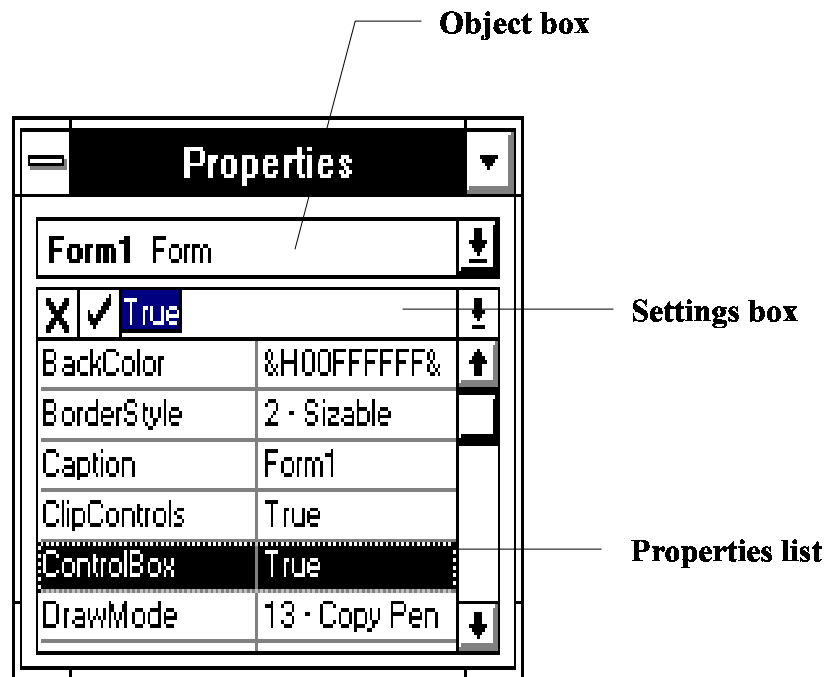 Object box
Properties
Form1 Form
True
Settings box
BackColor &H00FFFFFF&
BorderStyle 2 - Sizable
Caption Form1
ClipControls True
ControlBox True
Properties list
DrawMode 13 - Copy Pen